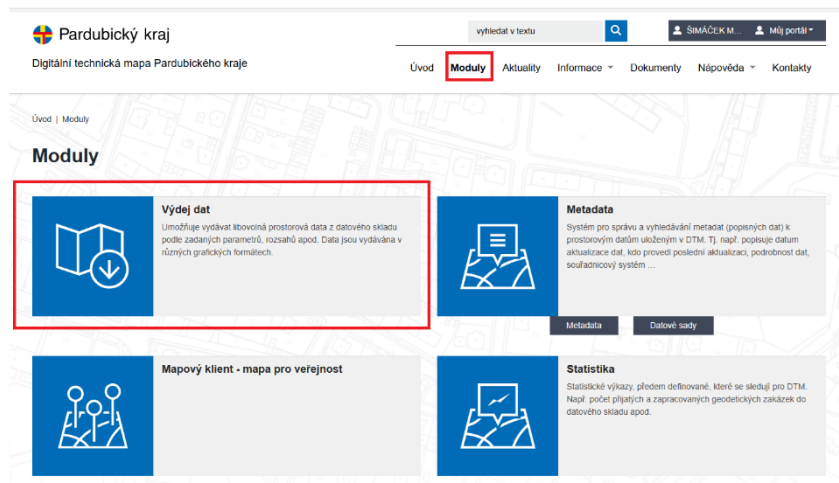 Pardubický kraj
vyhledat v textu
ŠIMÁČEK M...
Můj portál
Digitální technická mapa Pardubického kraje
Úvod Moduly Aktuality Informace Dokumenty Nápověda Kontakty
Úvod | Moduly
Moduly
Výdej dat
Umožňuje vydávat libovolná prostorová data z datového skladu
podle zadaných parametrů, rozsahů apod. Data jsou vydávána v
různých grafických formátech.
Metadata
Systém pro správu a vyhledávání metadat (popisných dat) k
prostorovým datům uloženým v DTM. Tj. např. popisuje datum
aktualizace dat, kdo provedl poslední aktualizaci, podrobnost dat,
souřadnicový systém ...
Metadata Datové sady
Mapový klient - mapa pro veřejnost
Statistika
Statistické výkazy, předem definované, které se sledují pro DTM.
Např. počet přijatých a zapracovaných geodetických zakázek do
datového skladu apod.